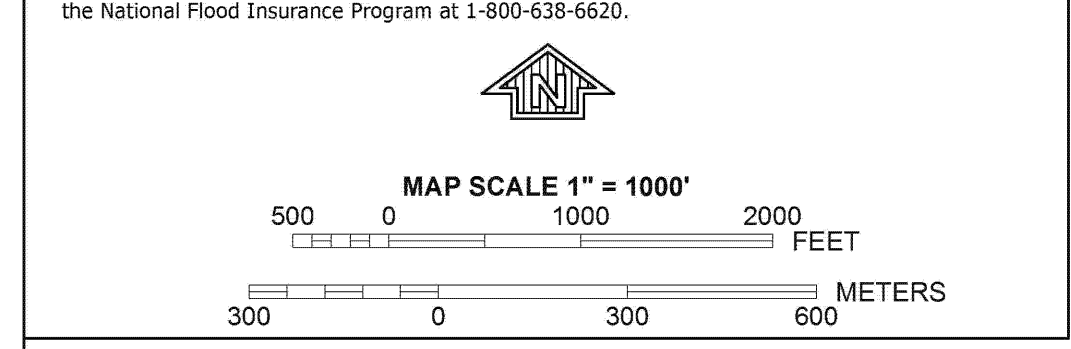 the National Flood Insurance Program at 1-800-638-6620.
N
MAP SCALE 1" = 1000'
500 0 1000 2000
FEET
METERS
300 0 300 600